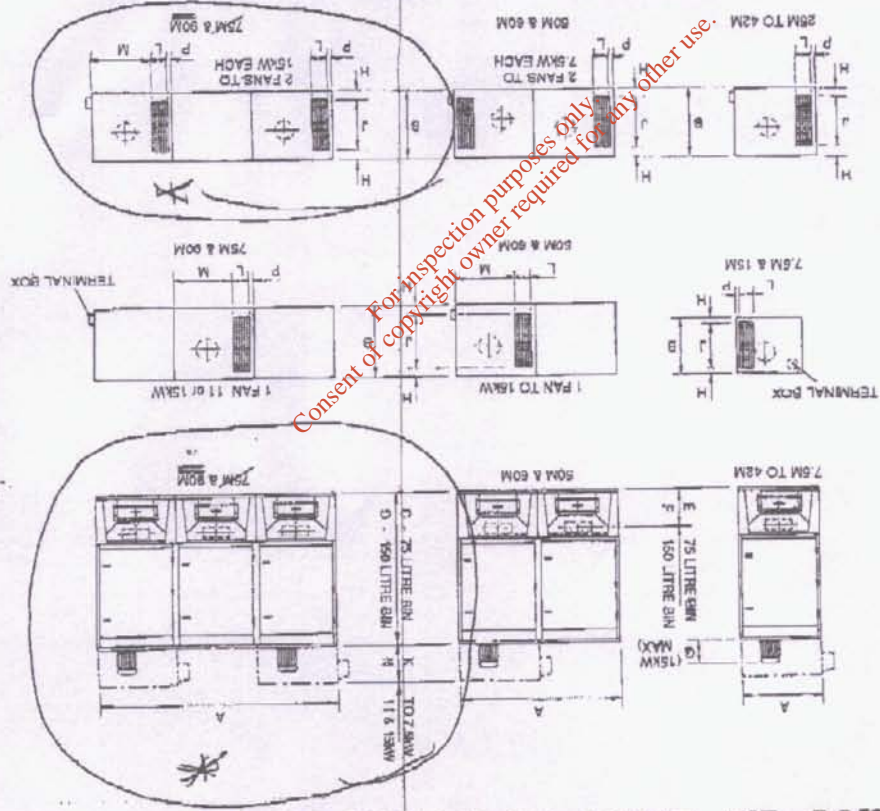 A
A
A
G
(15kW
MAX)
K TO 7.5kW
11 & 15kW
E 75 LITRE BIN
F 150 LITRE BIN
C - 75 LITRE BIN
D - 150 LITRE BIN
7.5M TO 42M
50M & 60M
75M & 90M
TERMINAL BOX
H
J
B
H
L
P
7.5M & 15M
1 FAN TO 15kW
H
J
B
H
L
M
50M & 60M
1 FAN 11 or 15kW
P
L
M
75M & 90M
TERMINAL BOX
H
J
B
H
P
L
25M TO 42M
H
J
B
H
P
L
2 FANS TO
7.5kW EACH
50M & 60M
H
J
B
H
P
L
2 FANS TO
15kW EACH
P
L
M
75M & 90M
For inspection purposes only.
Consent of copyright owner required for any other use.